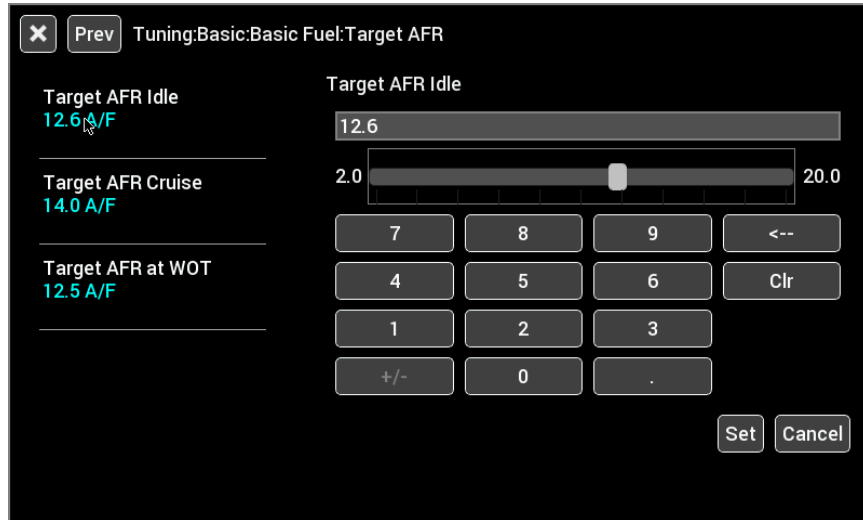 Prev Tuning:Basic:Basic Fuel:Target AFR
Target AFR Idle
12.6 A/F
Target AFR Cruise
14.0 A/F
Target AFR at WOT
12.5 A/F
Target AFR Idle
12.6
2.0 20.0
7 8 9 <--
4 5 6 Clr
1 2 3
+/- 0 .
Set Cancel